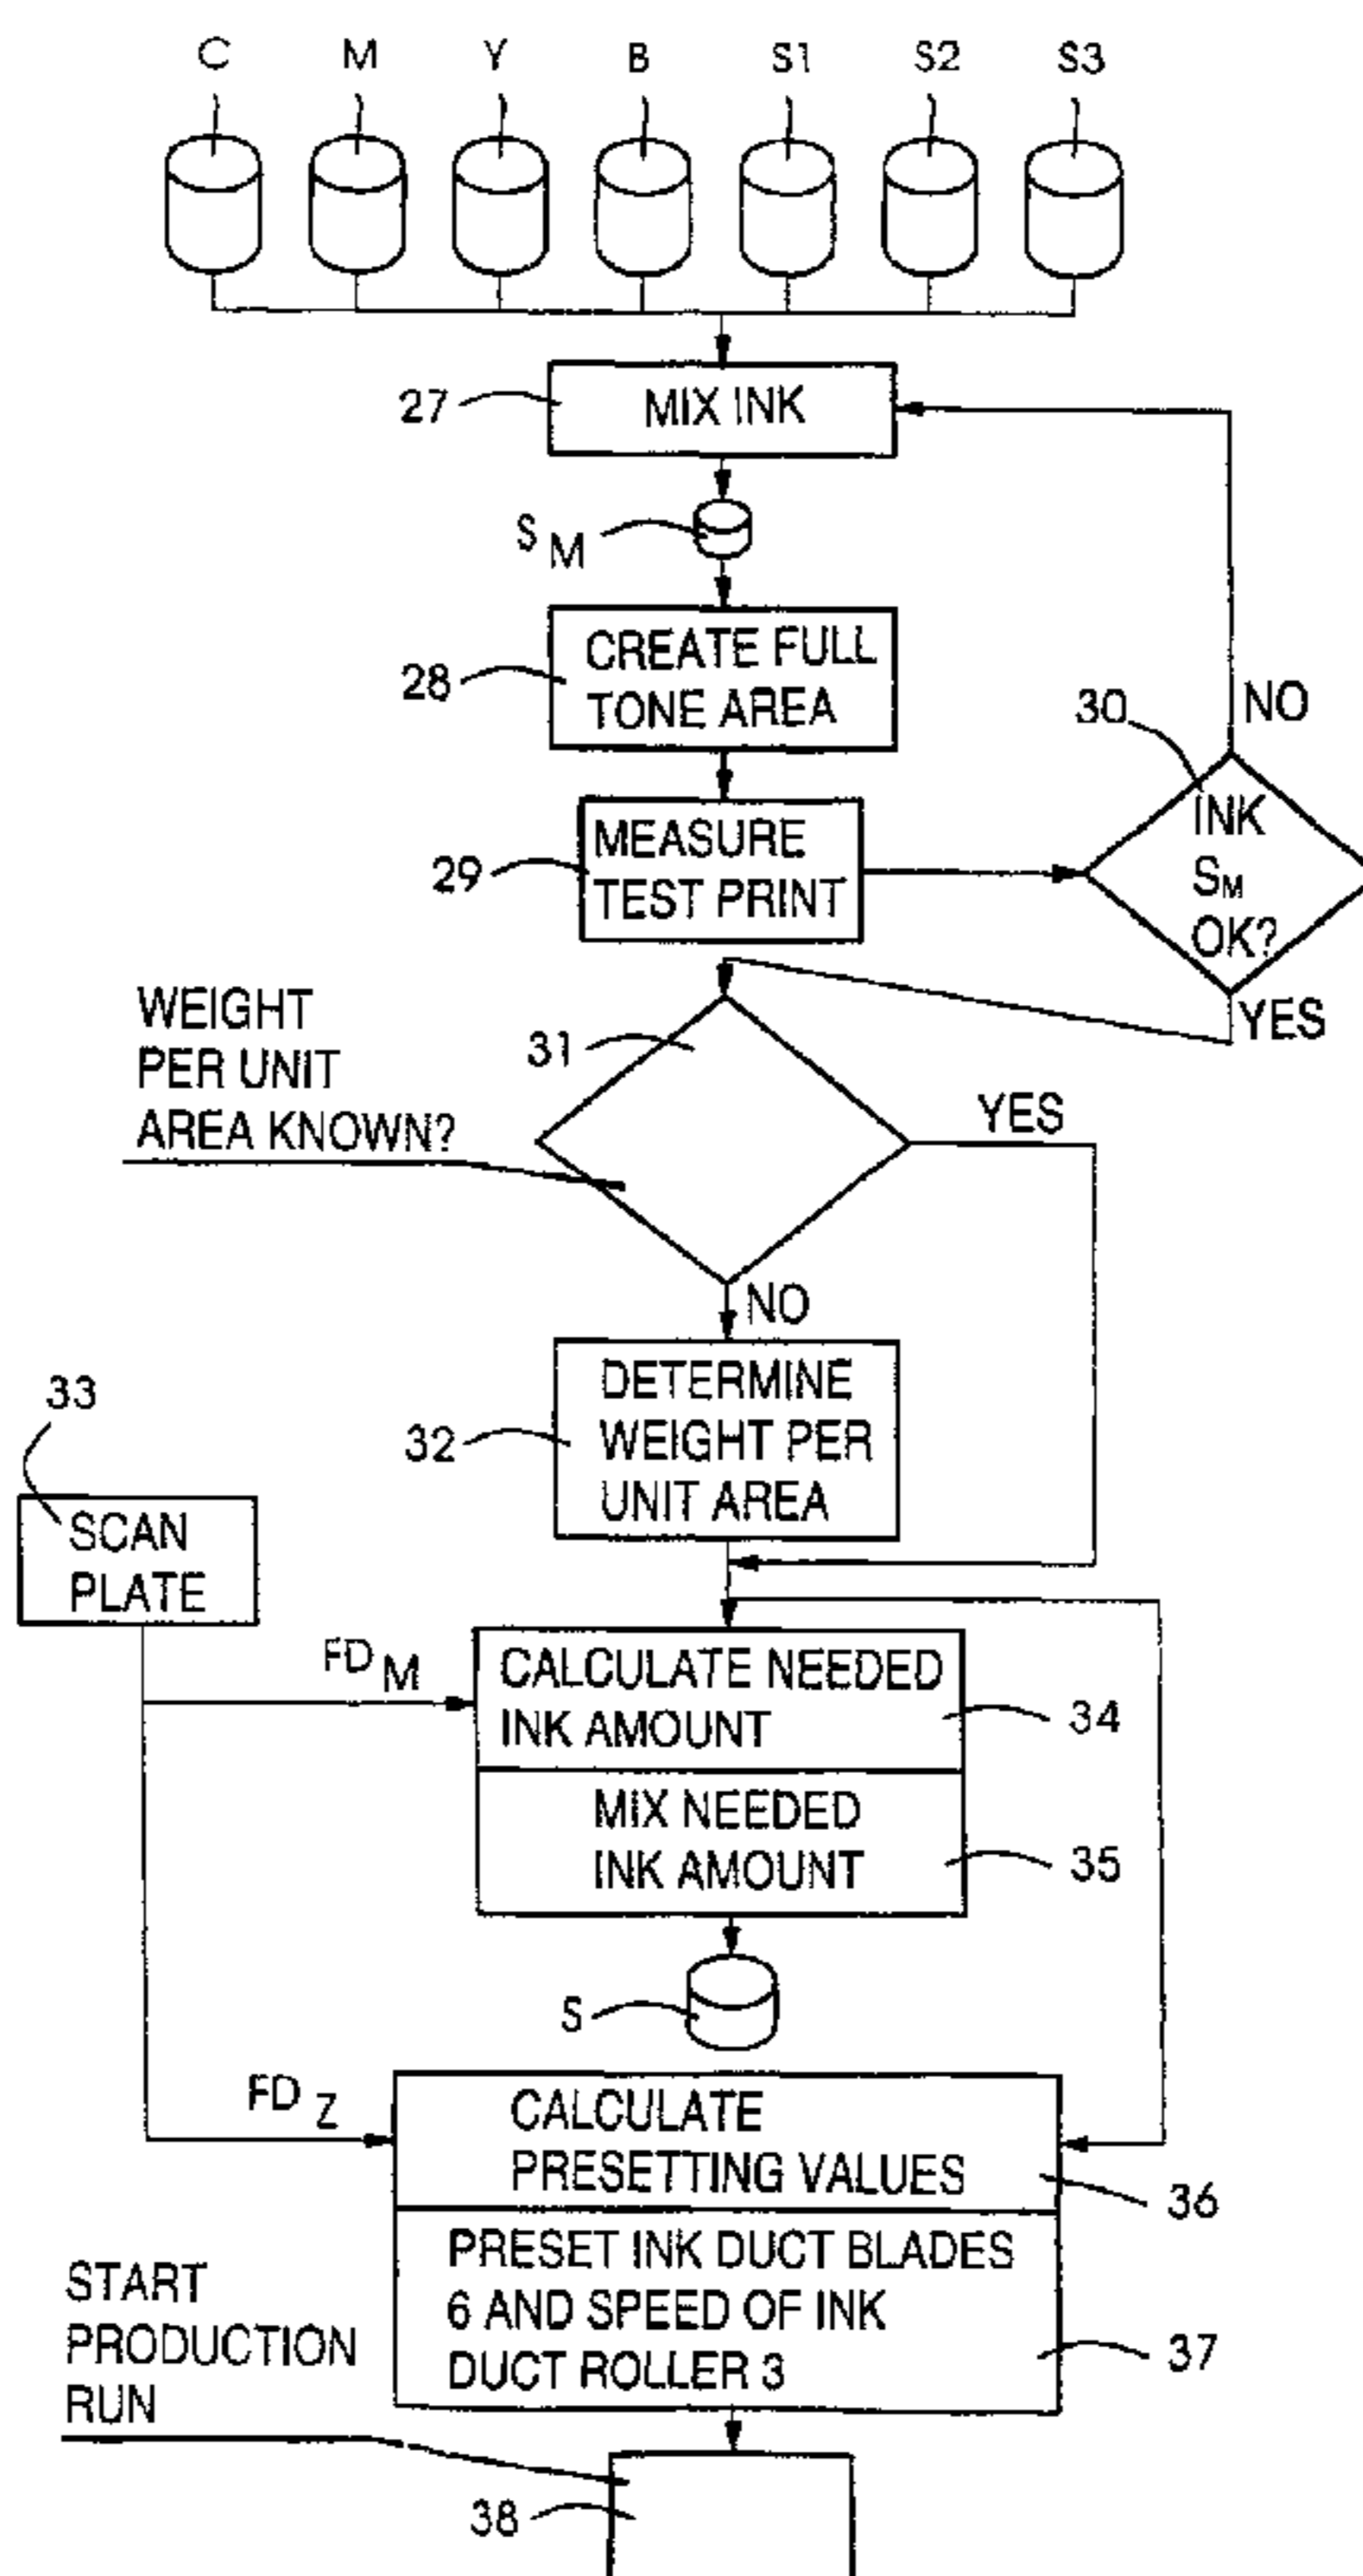 C M Y B S1 S2 S3
27
MIX INK
SM
28
CREATE FULL
TONE AREA
30
NO
29
MEASURE
TEST PRINT
INK
SM
OK?
YES
WEIGHT
PER UNIT
AREA KNOWN?
31
YES
NO
32
DETERMINE
WEIGHT PER
UNIT AREA
33
SCAN
PLATE
FDM
CALCULATE NEEDED
INK AMOUNT
34
MIX NEEDED
INK AMOUNT
35
S
FDZ
CALCULATE
PRESETTING VALUES
36
PRESET INK DUCT BLADES
6 AND SPEED OF INK
DUCT ROLLER 3
37
START
PRODUCTION
RUN
38